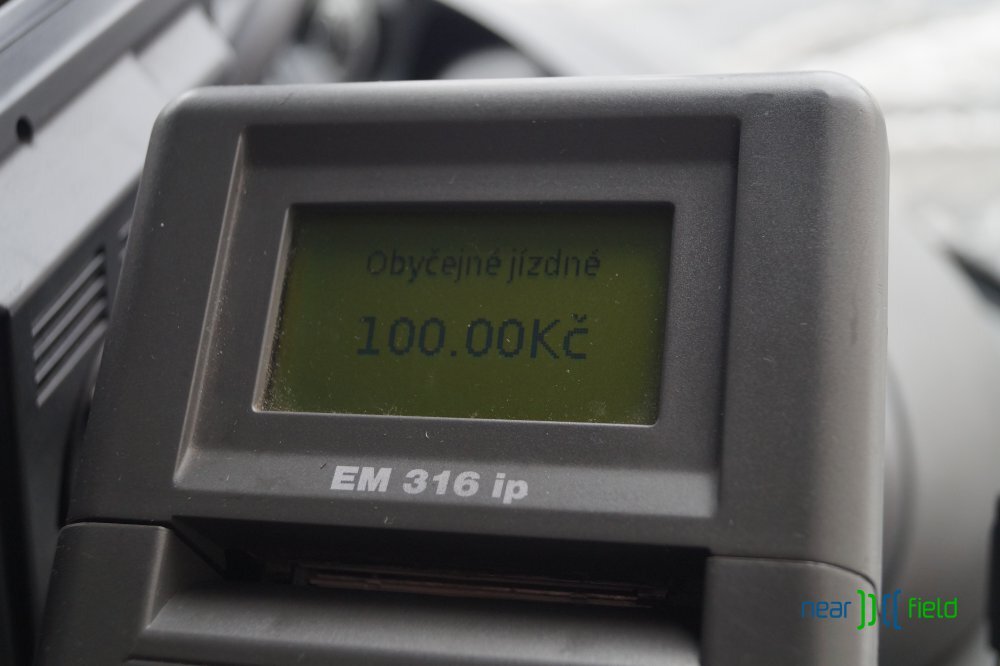 Obyčejné jízdné
100.00Kč
EM 316 ip
near field